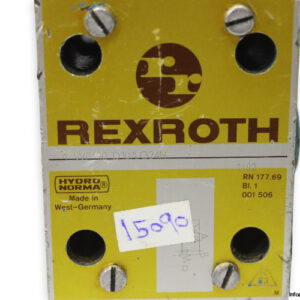 REXROTH
HYDRO
NORMA®
Made in
West-Germany
RN 177.69
Bl. 1
001 506
15090
M